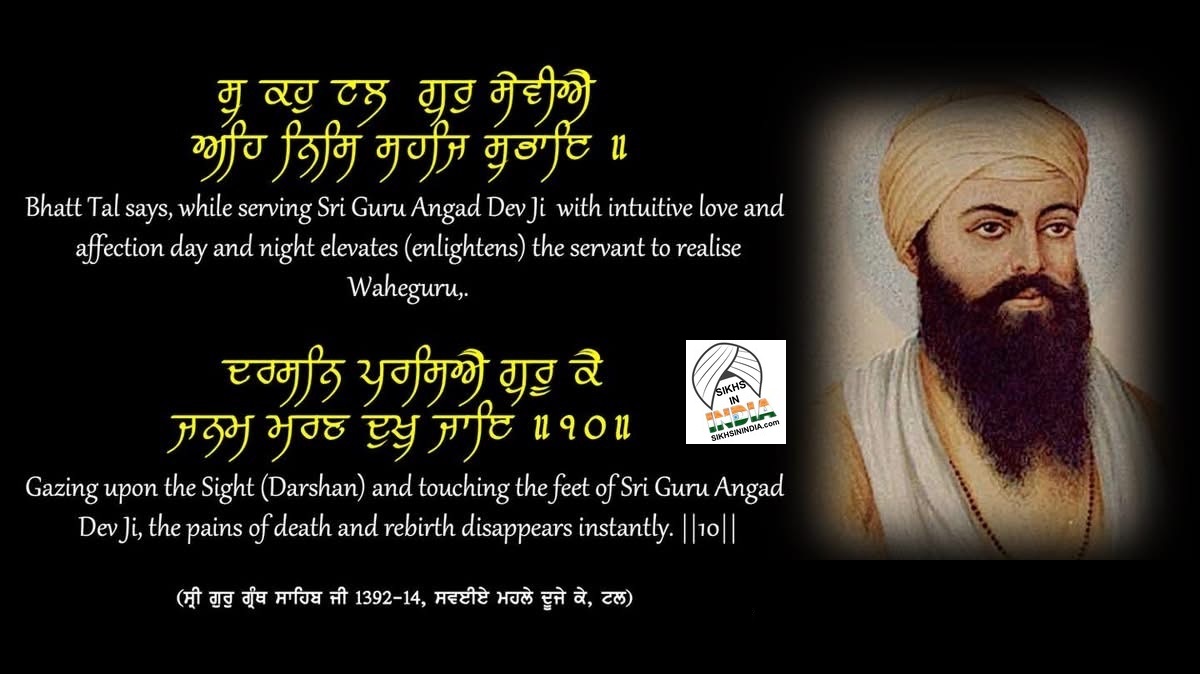 ਸੁ ਕਹੁ ਟਲ ਗੁਰੁ ਸੇਵੀਐ
ਅਹਿ ਨਿਸਿ ਸਹਜਿ ਸੁਭਾਇ ॥
Bhatt Tal says, while serving Sri Guru Angad Dev Ji with intuitive love and
affection day and night elevates (enlightens) the servant to realise
Waheguru,.
ਦਰਸਨਿ ਪਰਸਿਐ ਗੁਰੂ ਕੈ
ਜਨਮ ਮਰਣ ਦੁਖੁ ਜਾਇ ॥੧੦॥
Gazing upon the Sight (Darshan) and touching the feet of Sri Guru Angad
Dev Ji, the pains of death and rebirth disappears instantly. ||10||
(ਸ੍ਰੀ ਗੁਰੁ ਗ੍ਰੰਥ ਸਾਹਿਬ ਜੀ 1392-14, ਸਵਈਏ ਮਹਲੇ ਦੂਜੇ ਕੇ, ਟਲ)
SIKHS
IN
INDIA
SIKHSININDIA.com